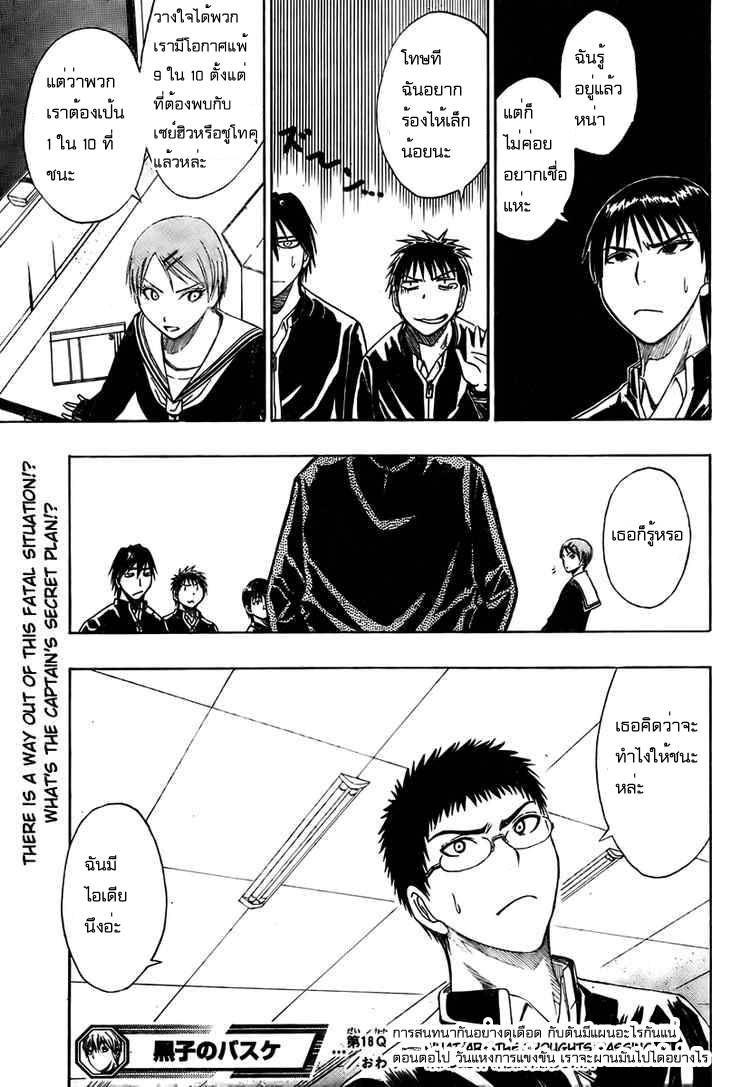 ฉันรู้
อยู่แล้ว
หน่า
แต่ก็
ไม่ค่อย
อยากเชื่อ
แห่ะ
โทษที
ฉันอยาก
ร้องไห้เล็ก
น้อยนะ
ズーン...
วางใจได้พวก
เรามีโอกาสแพ้
9 ใน 10 ตั้งแต่
ที่ต้องพบกับ
เซย์ฮิวหรือชูโทคุ
แล้วหล่ะ
แต่ว่าพวก
เราต้องเป้น
1 ใน 10 ที่
ชนะ
เธอก็รู้หรอ
THERE IS A WAY OUT OF THIS FATAL SITUATION!?
WHAT'S THE CAPTAIN'S SECRET PLAN!?
เธอคิดว่าจะ
ทำไงให้ชนะ
หล่ะ
ฉันมี
ไอเดีย
นึงอ่ะ
黒子のバスケ
第18Q
...／おわ
การสนทนากันอย่างดุเดือด กับตันมีแผนอะไรกันแน่
ตอนต่อไป วันแห่งการแข่งขัน เราจะผ่านมันไปได้อย่างไร